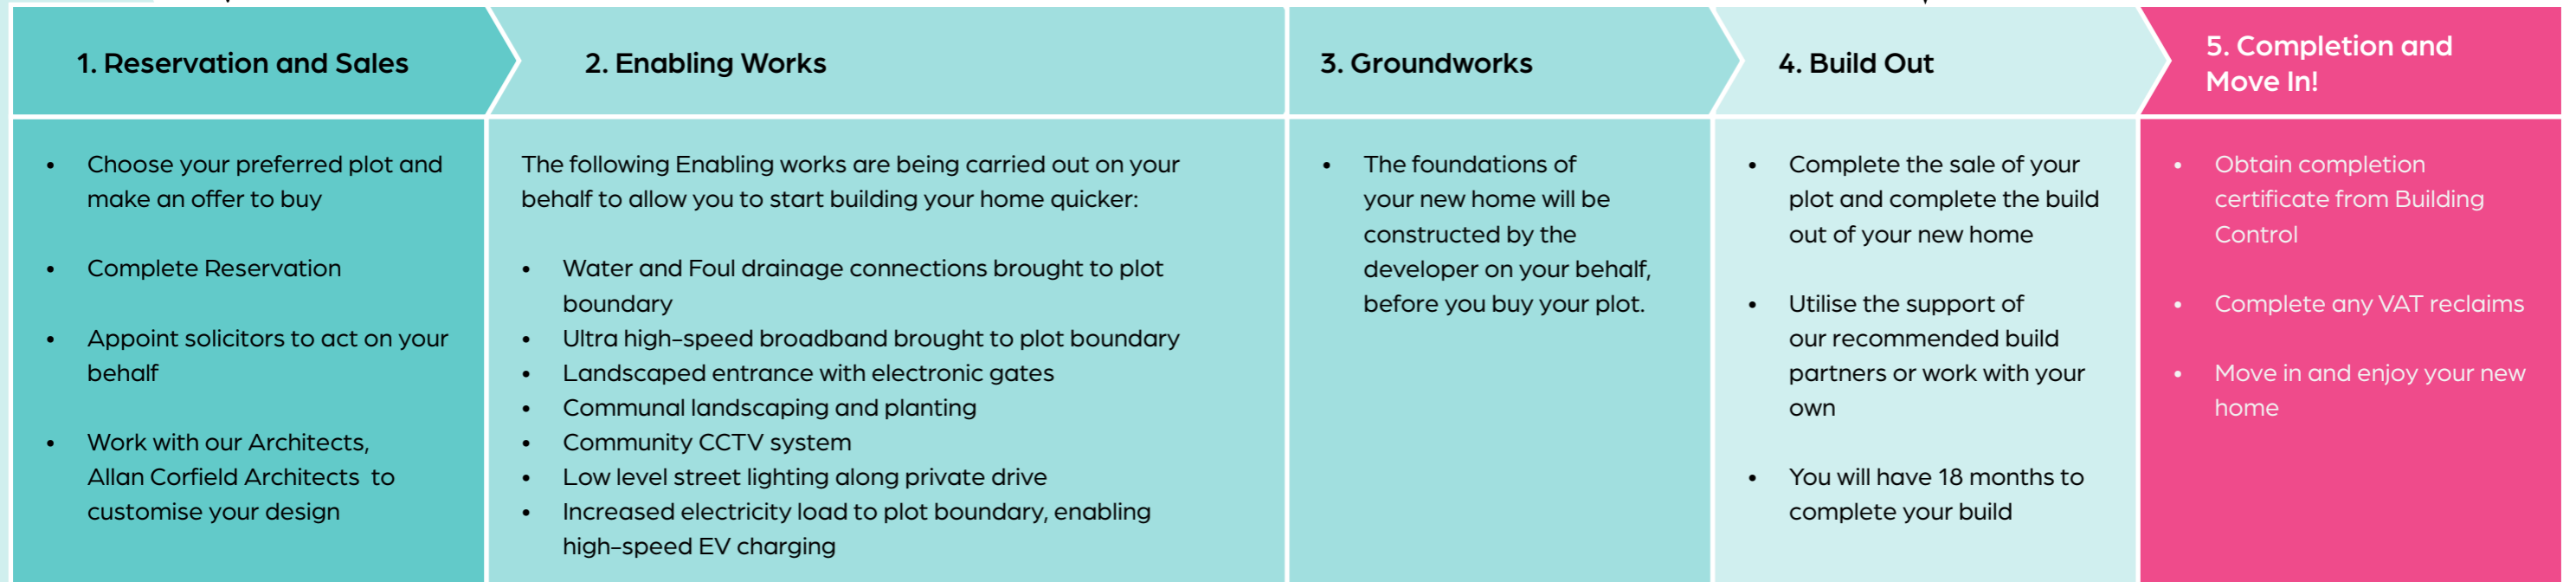 1. Reservation and Sales
• Choose your preferred plot and
make an offer to buy
• Complete Reservation
• Appoint solicitors to act on your
behalf
• Work with our Architects,
Allan Corfield Architects  to
customise your design
2. Enabling Works
The following Enabling works are being carried out on your
behalf to allow you to start building your home quicker:
• Water and Foul drainage connections brought to plot
boundary
• Ultra high-speed broadband brought to plot boundary
• Landscaped entrance with electronic gates
• Communal landscaping and planting
• Community CCTV system
• Low level street lighting along private drive
• Increased electricity load to plot boundary, enabling
high-speed EV charging
3. Groundworks
• The foundations of
your new home will be
constructed by the
developer on your behalf,
before you buy your plot.
4. Build Out
• Complete the sale of your
plot and complete the build
out of your new home
• Utilise the support of
our recommended build
partners or work with your
own
• You will have 18 months to
complete your build
5. Completion and
Move In!
• Obtain completion
certificate from Building
Control
• Complete any VAT reclaims
• Move in and enjoy your new
home